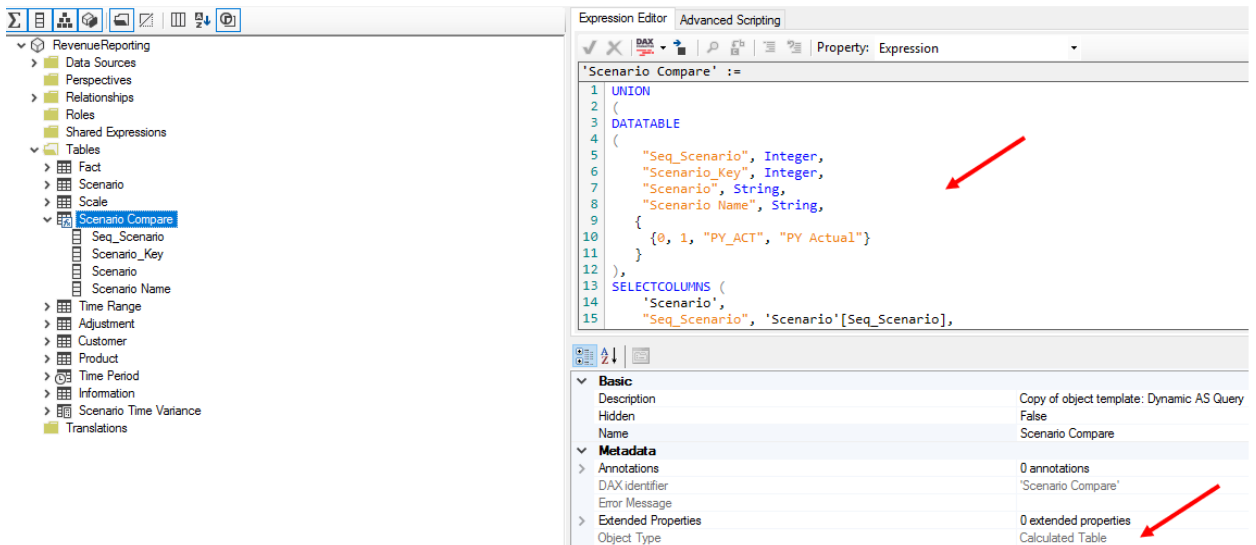 RevenueReporting
Data Sources
Perspectives
Relationships
Roles
Shared Expressions
Tables
Fact
Scenario
Scale
Scenario Compare
Seq_Scenario
Scenario_Key
Scenario
Scenario Name
Time Range
Adjustment
Customer
Product
Time Period
Information
Scenario Time Variance
Translations
Expression Editor Advanced Scripting
Property: Expression
'Scenario Compare' :=
1 UNION
2 (
3 DATATABLE
4 (
5 "Seq_Scenario", Integer,
6 "Scenario_Key", Integer,
7 "Scenario", String,
8 "Scenario Name", String,
9 {
10 {0, 1, "PY_ACT", "PY Actual"}
11 }
12 ),
13 SELECTCOLUMNS (
14 'Scenario',
15 "Seq_Scenario", 'Scenario'[Seq_Scenario],
Basic
Description Copy of object template: Dynamic AS Query
Hidden False
Name Scenario Compare
Metadata
Annotations 0 annotations
DAX identifier 'Scenario Compare'
Error Message
Extended Properties 0 extended properties
Object Type Calculated Table